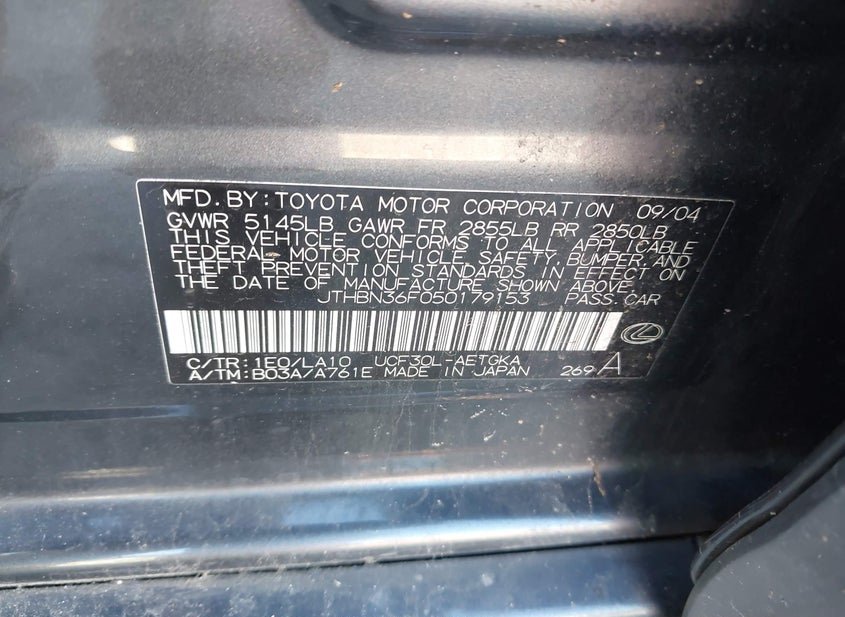 MFD. BY: TOYOTA MOTOR CORPORATION 09/04
GVWR 5145LB GAWR FR 2855LB RR 2850LB
THIS VEHICLE CONFORMS TO ALL APPLICABLE
FEDERAL MOTOR VEHICLE SAFETY, BUMPER, AND
THEFT PREVENTION STANDARDS IN EFFECT ON
THE DATE OF MANUFACTURE SHOWN ABOVE.
JTHBN36F050179153 PASS. CAR
C/TR: 1E0/LA10 UCF30L-AETGKA
A/TM: B03A/A761E MADE IN JAPAN 269 A